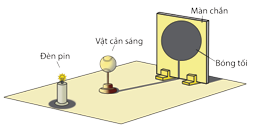 Màn chắn
Vật cản sáng
Đèn pin
Bóng tối